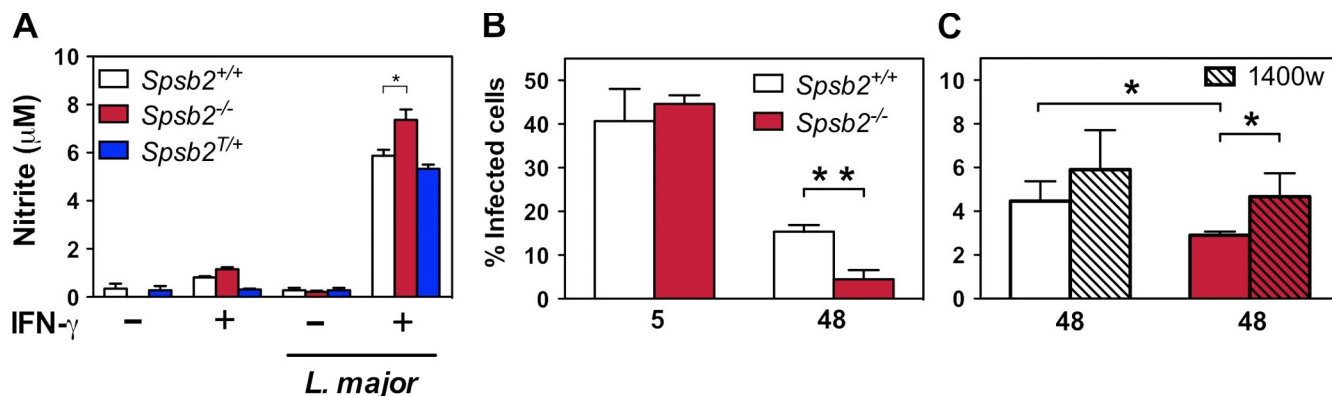 A
Nitrite (μM)
10
8
6
4
2
0
Spsb2+/+
Spsb2-/-
Spsb2T/+
*
IFN-γ
− + − +
L. major
B
% Infected cells
50
40
30
20
10
0
Spsb2+/+
Spsb2-/-
**
5 48
C
10
8
6
4
2
0
1400w
*
*
48 48